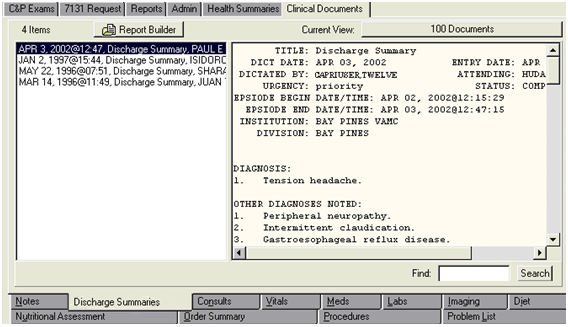 C&P Exams 7131 Request Reports Admin Health Summaries Clinical Documents
4 Items Report Builder Current View: 100 Documents
APR 3, 2002@12:47, Discharge Summary, PAUL E
JAN 2, 1997@15:44, Discharge Summary, ISIDORO
MAY 22, 1996@07:51, Discharge Summary, SHARA
MAR 14, 1996@11:49, Discharge Summary, JUAN
TITLE: Discharge Summary
DICT DATE: APR 03, 2002 ENTRY DATE: APR
DICTATED BY: CAPRIUSER,TWELVE ATTENDING: HUDA
URGENCY: priority STATUS: COMP
EPSIODE BEGIN DATE/TIME: APR 02, 2002@12:15:29
EPSIODE END DATE/TIME: APR 03, 2002@12:47:15
INSTITUTION: BAY PINES VAMC
DIVISION: BAY PINES
DIAGNOSIS:
1. Tension headache.
OTHER DIAGNOSES NOTED:
1. Peripheral neuropathy.
2. Intermittent claudication.
3. Gastroesophageal reflux disease.
Find: Search
Notes Discharge Summaries Consults Vitals Meds Labs Imaging Diet
Nutritional Assessment Order Summary Procedures Problem List